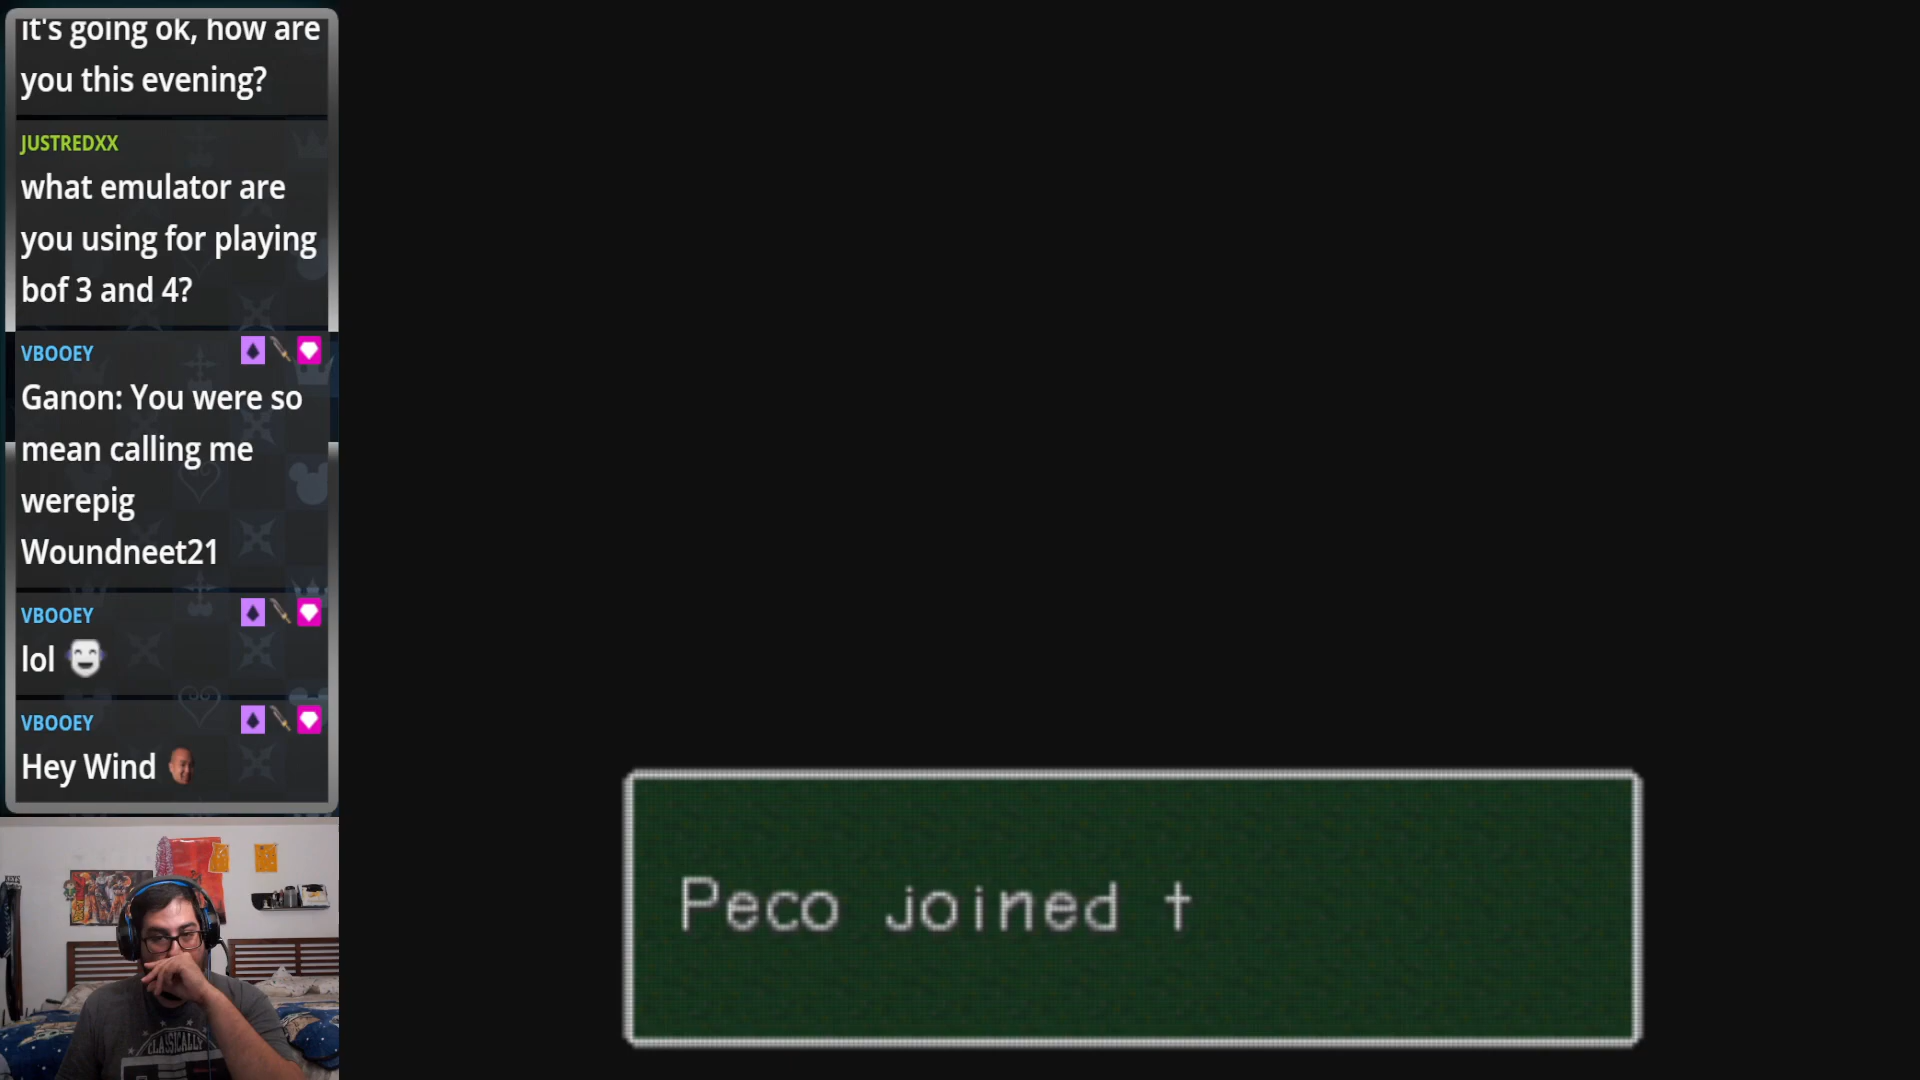 it's going ok, how are
you this evening?
JUSTREDXX
what emulator are
you using for playing
bof 3 and 4?
VBOOEY
Ganon: You were so
mean calling me
werepig
Woundneet21
VBOOEY
lol
VBOOEY
Hey Wind
CLASSICALLY
Peco joined t